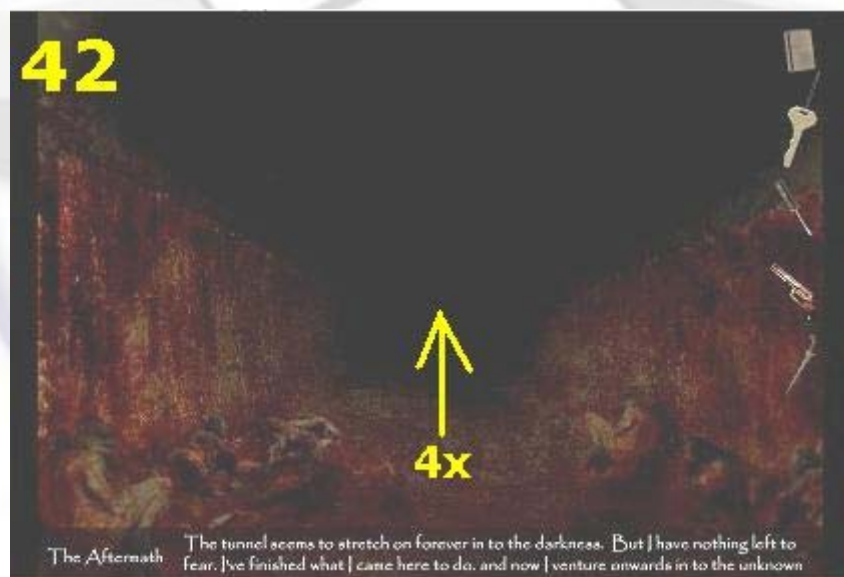 42
4x
The Aftermath
The tunnel seems to stretch on forever in to the darkness. But I have nothing left to
fear. I've finished what I came here to do, and now I venture onwards in to the unknown